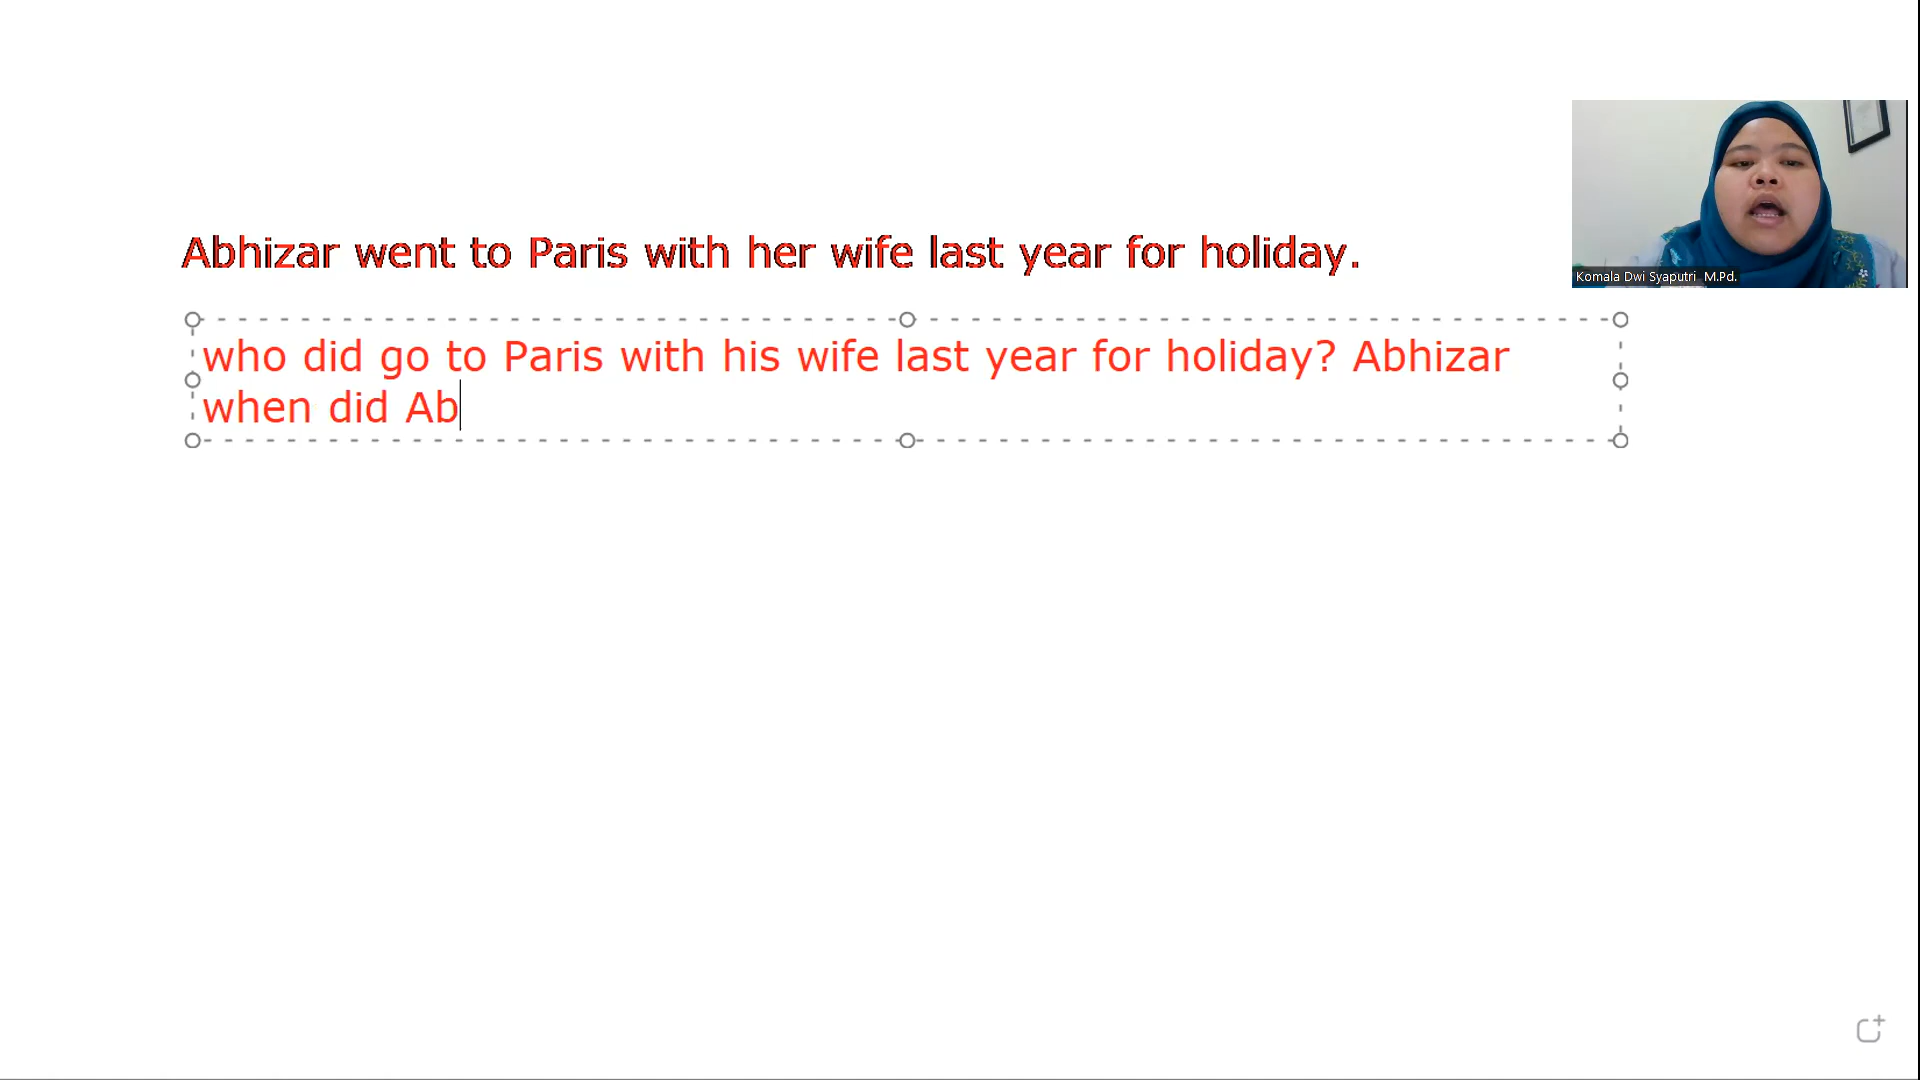 Abhizar went to Paris with her wife last year for holiday.
Komala Dwi Syaputri M.Pd.
who did go to Paris with his wife last year for holiday? Abhizar
when did Ab